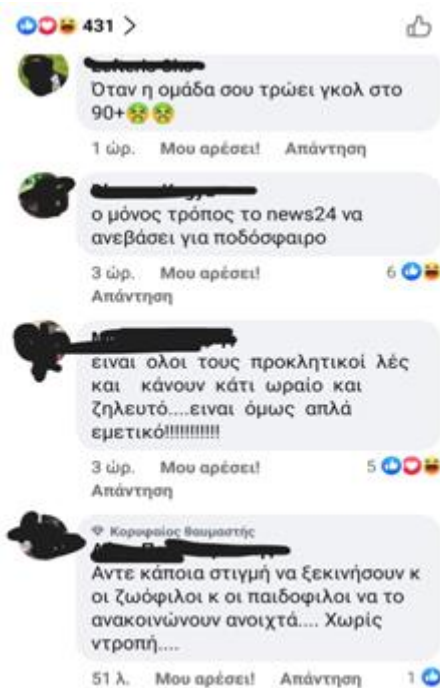 431 >
Όταν η ομάδα σου τρώει γκολ στο
90+🤢🤢
1 ώρ. Μου αρέσει! Απάντηση
ο μόνος τρόπος το news24 να
ανεβάσει για ποδόσφαιρο
3 ώρ. Μου αρέσει! 6
Απάντηση
ειναι ολοι τους προκλητικοί λές
και κάνουν κάτι ωραίο και
ζηλευτό....ειναι όμως απλά
εμετικό!!!!!!!!!!!
3 ώρ. Μου αρέσει! 5
Απάντηση
Κορυφαίος θαυμαστής
Αντε κάποια στιγμή να ξεκινήσουν κ
οι ζωόφιλοι κ οι παιδοφιλοι να το
ανακοινώνουν ανοιχτά.... Χωρίς
ντροπή....
51 λ. Μου αρέσει! Απάντηση 1